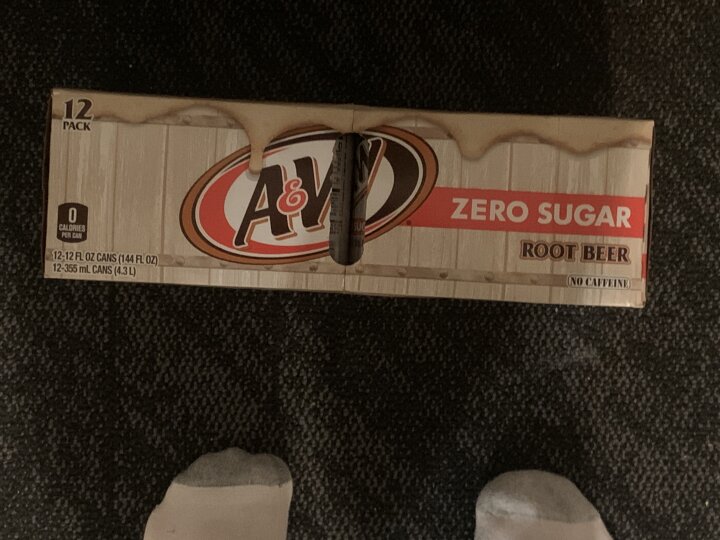 12
PACK
A&W
ZERO SUGAR
ROOT BEER
NO CAFFEINE
0
CALORIES
PER CAN
12-12 FL OZ CANS (144 FL OZ)
12-355 mL CANS (4.3 L)